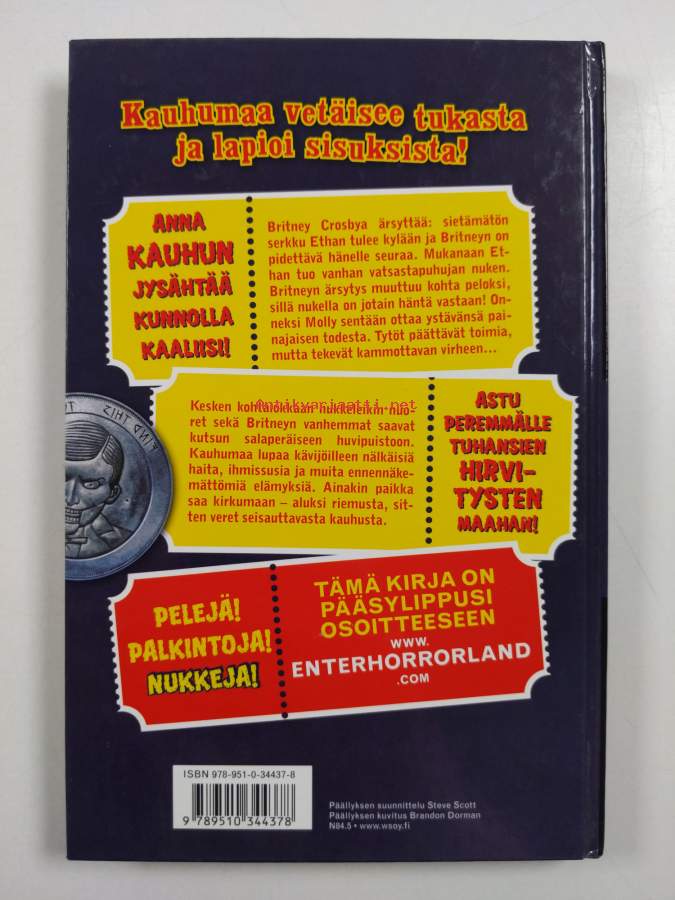 Kauhumaa vetäisee tukasta
ja lapioi sisuksista!
ANNA
KAUHUN
JYSÄHTÄÄ
KUNNOLLA
KAALIISI!
Britney Crosbya ärsyttää: sietämätön
serkku Ethan tulee kylään ja Britneyn on
pidettävä hänelle seuraa. Mukanaan Et-
han tuo vanhan vatsastapuhujan nuken.
Britneyn ärsytys muuttuu kohta peloksi,
sillä nukella on jotain häntä vastaan! On-
neksi Molly sentään ottaa ystävänsä pai-
najaisen todesta. Tytöt päättävät toimia,
mutta tekevät kammottavan virheen...
Kesken kohtalokkaan nukkeleikin nuo-
ret sekä Britneyn vanhemmat saavat
kutsun salaperäiseen huvipuistoon.
Kauhumaa lupaa kävijöilleen nälkäisiä
haita, ihmissusia ja muita ennennäke-
mättömiä elämyksiä. Ainakin paikka
saa kirkumaan – aluksi riemusta, sit-
ten veret seisauttavasta kauhusta.
antikvariaatti.net
ASTU
PEREMMÄLLE
TUHANSIEN
HIRVI-
TYSTEN
MAAHAN!
FIND THIS
PELEJÄ!
PALKINTOJA!
NUKKEJA!
TÄMÄ KIRJA ON
PÄÄSYLIPPUSI
OSOITTEESEEN
WWW.
ENTERHORRORLAND
.COM
ISBN 978-951-0-34437-8
9 789510 344378
Päällyksen suunnittelu Steve Scott
Päällyksen kuvitus Brandon Dorman
N84.5 • www.wsoy.fi